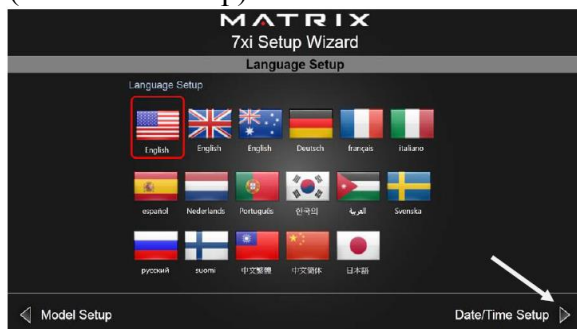 MATRIX
7xi Setup Wizard
Language Setup
Language Setup
English English English Deutsch français italiano
español Nederlands Português 한국의 العربية Svenska
русский suomi 中文繁體 中文简体 日本語
Model Setup Date/Time Setup